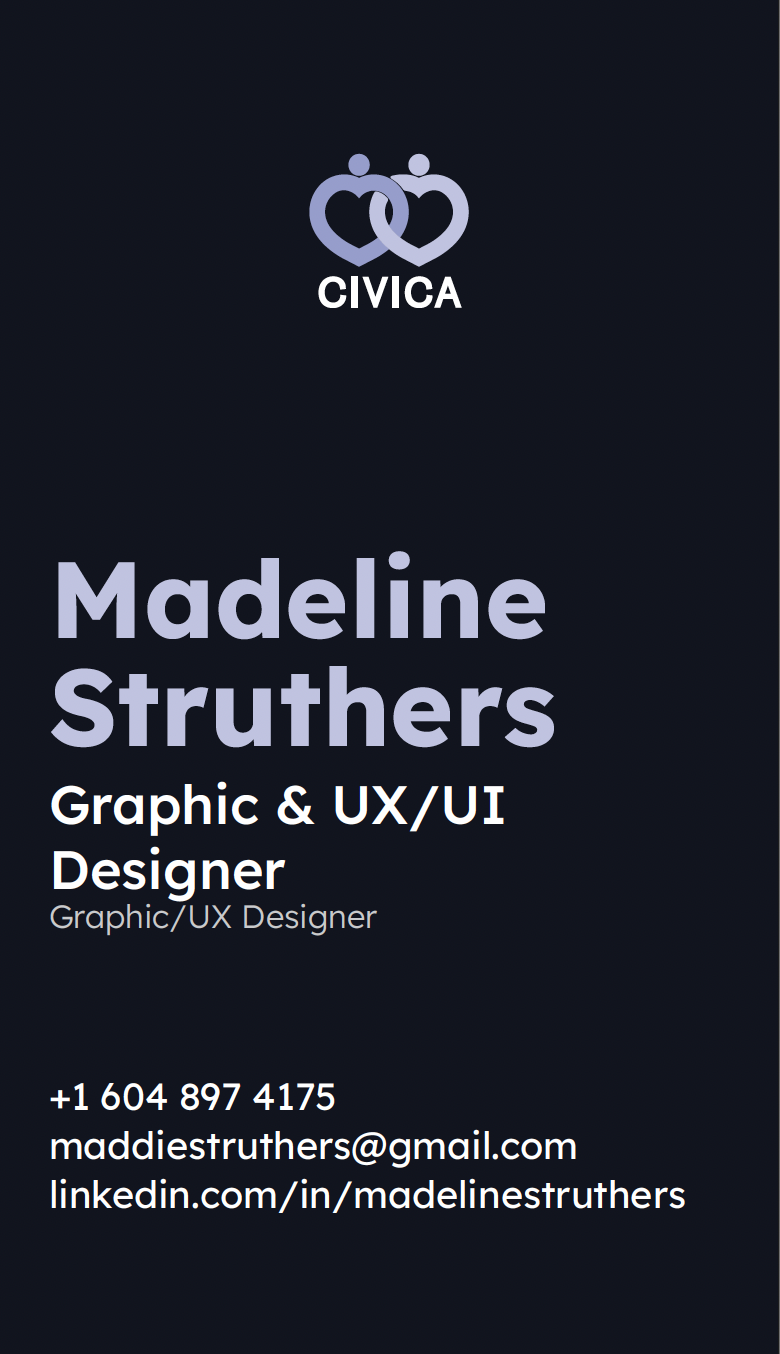 CIVICA
Madeline
Struthers
Graphic & UX/UI
Designer
Graphic/UX Designer
+1 604 897 4175
maddiestruthers@gmail.com
linkedin.com/in/madelinestruthers